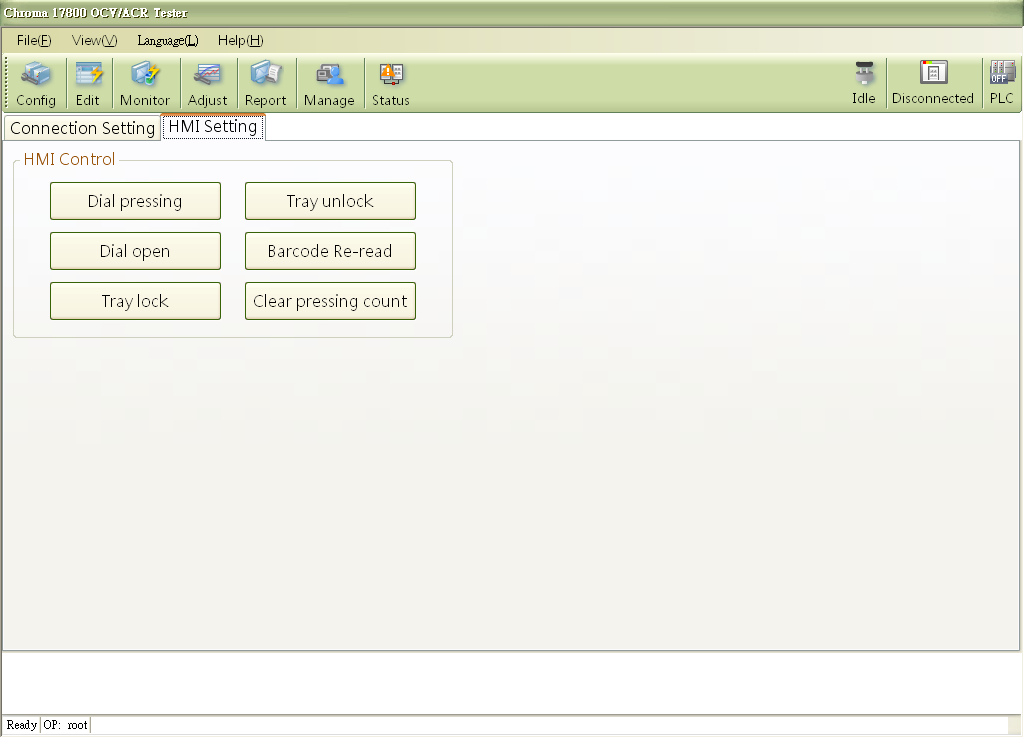 Chroma 17800 OCV/ACR Tester
File(F) View(V) Language(L) Help(H)
Config Edit Monitor Adjust Report Manage Status Idle Disconnected OFF PLC
Connection Setting HMI Setting
HMI Control
Dial pressing Tray unlock
Dial open Barcode Re-read
Tray lock Clear pressing count
Ready OP: root